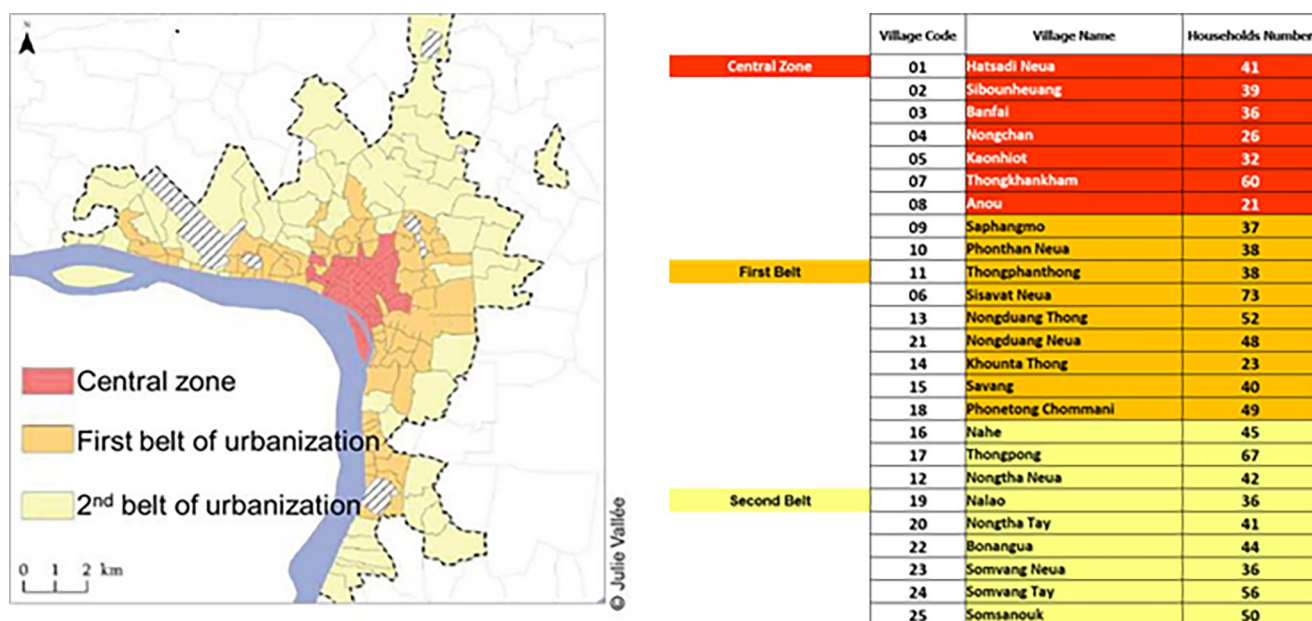 N
Central zone
First belt of urbanization
2nd belt of urbanization
0 1 2 km
© Julie Vallée
Village Code Village Name Households Number
Central Zone 01 Hatsadi Neua 41
02 Sibounheuang 39
03 Banfai 36
04 Nongchan 26
05 Kaonhiot 32
07 Thongkhankham 60
08 Anou 21
09 Saphangmo 37
10 Phonthan Neua 38
First Belt 11 Thongphanthong 38
06 Sisavat Neua 73
13 Nongduang Thong 52
21 Nongduang Neua 48
14 Khounta Thong 23
15 Savang 40
18 Phonetong Chommani 49
16 Nahe 45
17 Thongpong 67
12 Nongtha Neua 42
Second Belt 19 Nalao 36
20 Nongtha Tay 41
22 Bonangua 44
23 Somvang Neua 36
24 Somvang Tay 56
25 Somsanouk 50